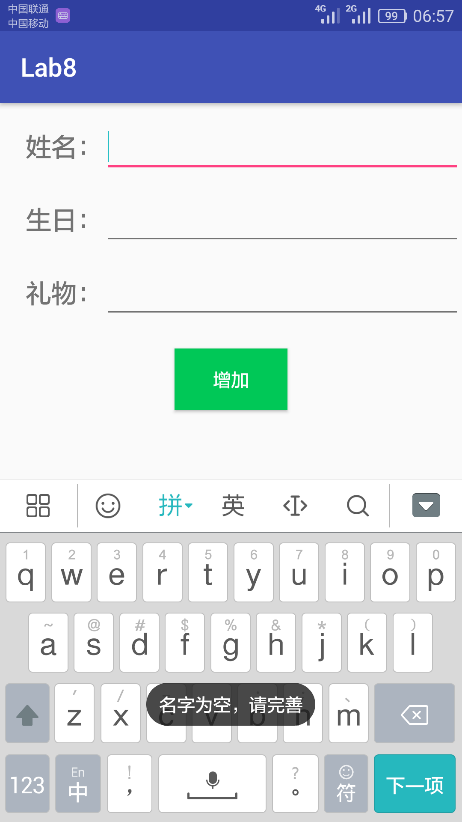 中国联通
中国移动
4G 2G 99 06:57
Lab8
姓名：
生日：
礼物：
增加
拼 英
1 2 3 4 5 6 7 8 9 0
q w e r t y u i o p
~ @ # $ % & * ( )
a s d f g h j k l
z x m
名字为空，请完善
123 En 中 ! , ? 。 符 下一项